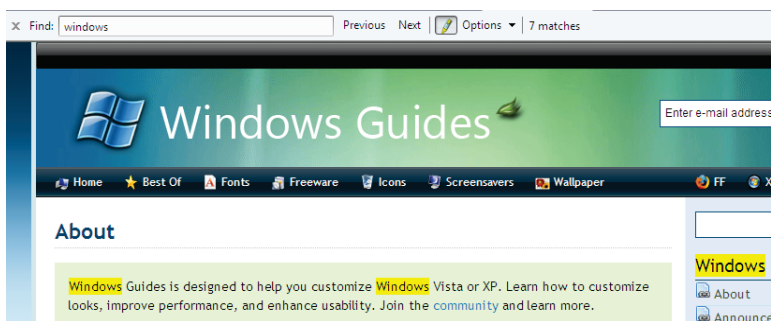 x Find: windows Previous Next Options 7 matches
Windows Guides
Enter e-mail address
Home Best Of Fonts Freeware Icons Screensavers Wallpaper FF X
About
Windows Guides is designed to help you customize Windows Vista or XP. Learn how to customize
looks, improve performance, and enhance usability. Join the community and learn more.
Windows
About
Announce